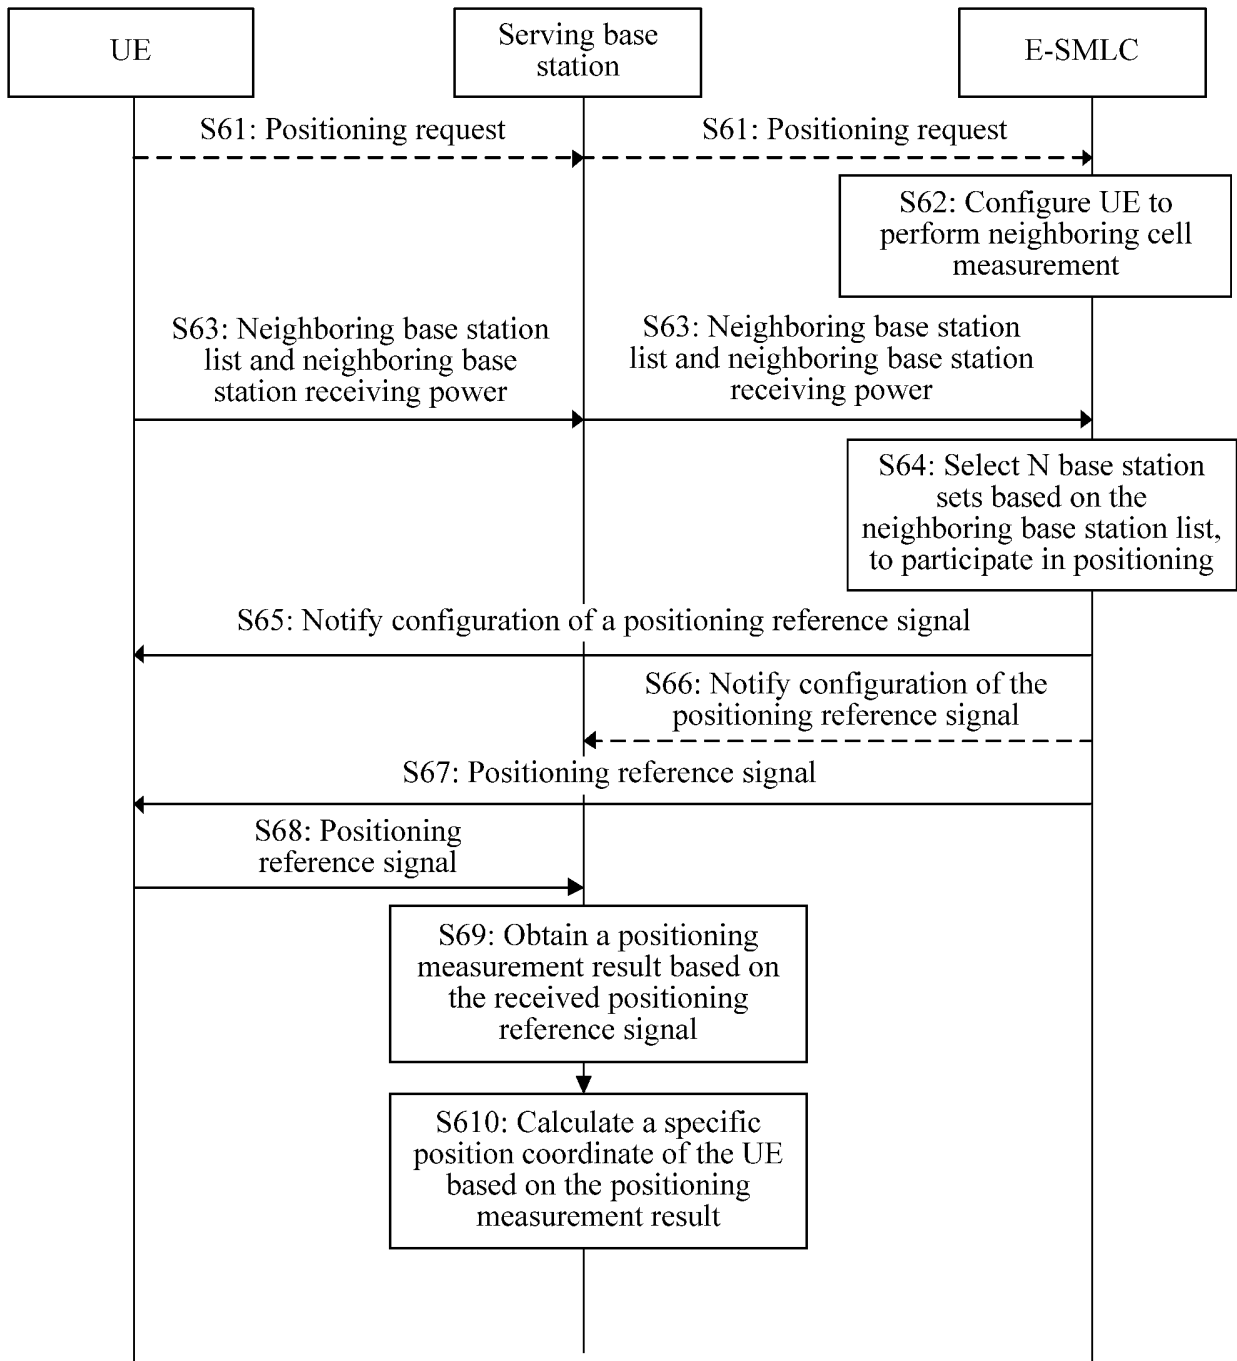 UE
Serving base
station
E-SMLC
S61: Positioning request
S61: Positioning request
S62: Configure UE to
perform neighboring cell
measurement
S63: Neighboring base station
list and neighboring base
station receiving power
S63: Neighboring base station
list and neighboring base station
receiving power
S64: Select N base station
sets based on the
neighboring base station list,
to participate in positioning
S65: Notify configuration of a positioning reference signal
S66: Notify configuration of the
positioning reference signal
S67: Positioning reference signal
S68: Positioning
reference signal
S69: Obtain a positioning
measurement result based on
the received positioning
reference signal
S610: Calculate a specific
position coordinate of the UE
based on the positioning
measurement result